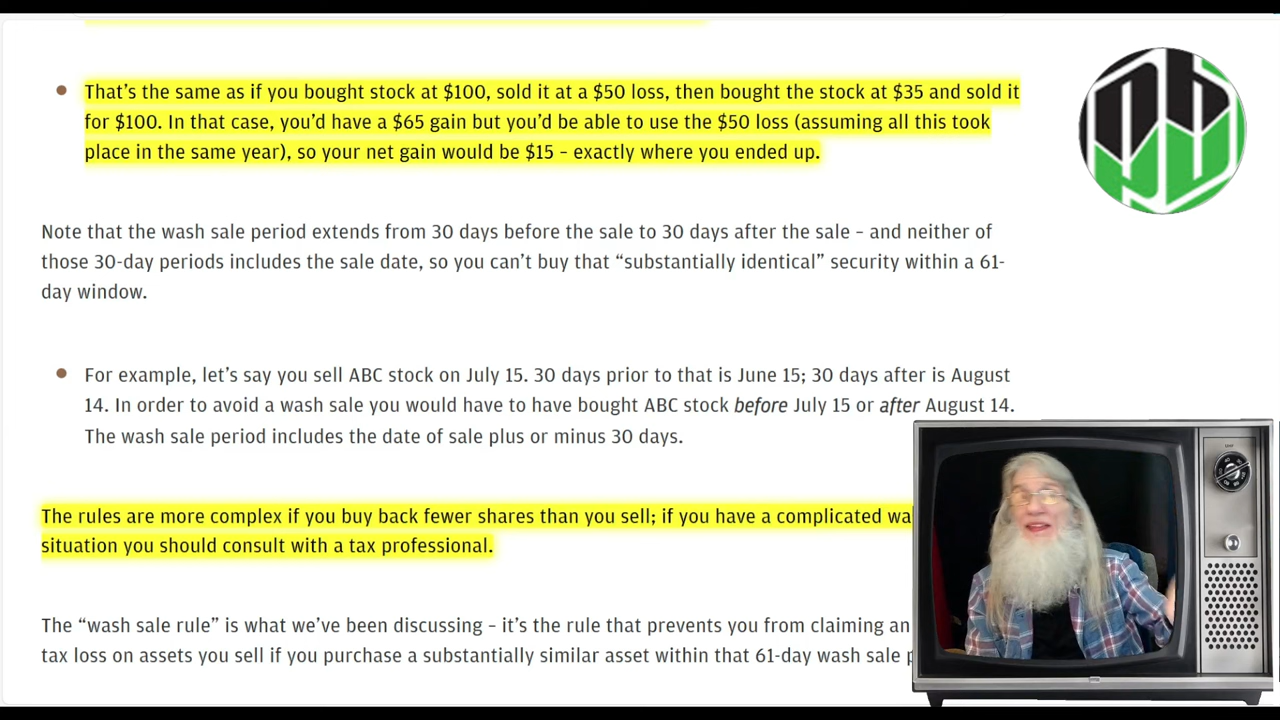 That's the same as if you bought stock at $100, sold it at a $50 loss, then bought the stock at $35 and sold it
for $100. In that case, you'd have a $65 gain but you'd be able to use the $50 loss (assuming all this took
place in the same year), so your net gain would be $15 – exactly where you ended up.
Note that the wash sale period extends from 30 days before the sale to 30 days after the sale – and neither of
those 30-day periods includes the sale date, so you can't buy that “substantially identical” security within a 61-
day window.
For example, let's say you sell ABC stock on July 15. 30 days prior to that is June 15; 30 days after is August
14. In order to avoid a wash sale you would have to have bought ABC stock before July 15 or after August 14.
The wash sale period includes the date of sale plus or minus 30 days.
The rules are more complex if you buy back fewer shares than you sell; if you have a complicated wa
situation you should consult with a tax professional.
The “wash sale rule” is what we've been discussing – it's the rule that prevents you from claiming an
tax loss on assets you sell if you purchase a substantially similar asset within that 61-day wash sale p